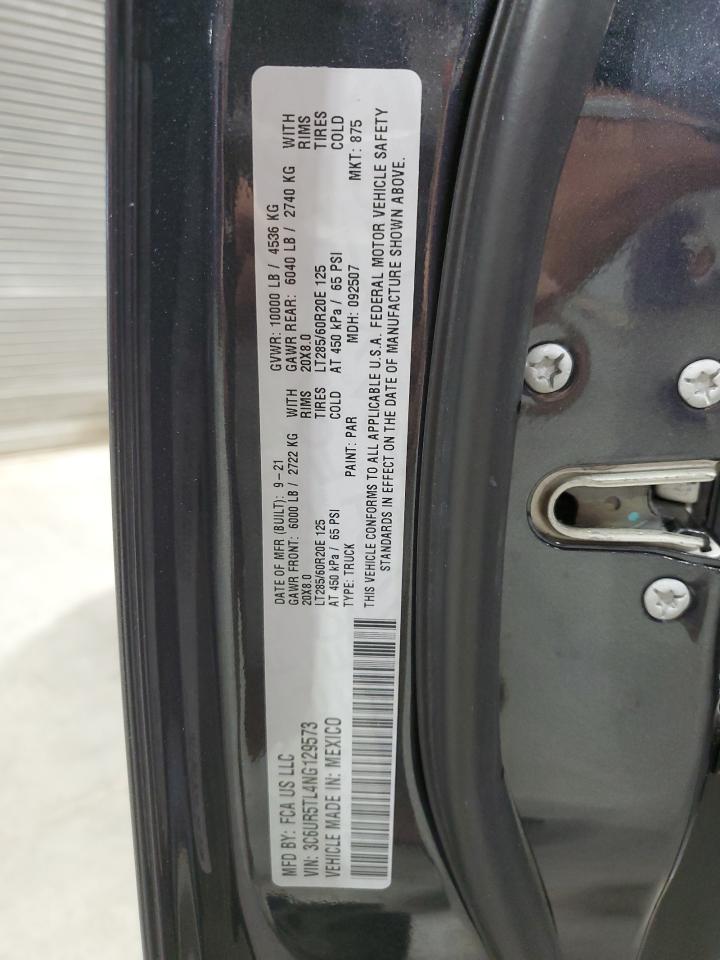 MFD BY: FCA US LLC
VIN: 3C6UR5TL4NG129573
VEHICLE MADE IN: MEXICO
DATE OF MFR (BUILT): 9-21 GVWR: 10000 LB / 4536 KG
GAWR FRONT: 6000 LB / 2722 KG WITH GAWR REAR: 6040 LB / 2740 KG WITH
20X8.0 RIMS 20X8.0 RIMS
LT285/60R20E 125 TIRES LT285/60R20E 125 TIRES
AT 450 kPa / 65 PSI COLD AT 450 kPa / 65 PSI COLD
TYPE: TRUCK PAINT: PAR MDH: 092507 MKT: 875
THIS VEHICLE CONFORMS TO ALL APPLICABLE U.S.A. FEDERAL MOTOR VEHICLE SAFETY
STANDARDS IN EFFECT ON THE DATE OF MANUFACTURE SHOWN ABOVE.